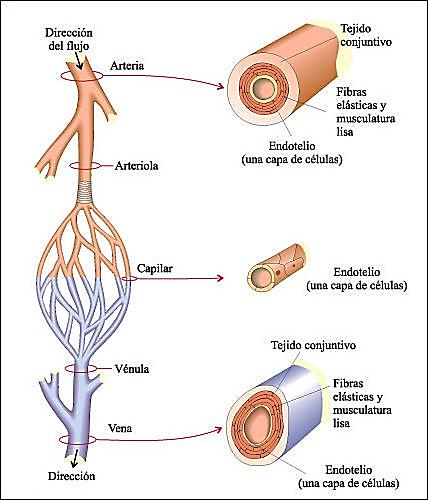 Dirección
del flujo
Arteria
Tejido
conjuntivo
Fibras
elásticas y
musculatura
lisa
Endotelio
(una capa de células)
Arteriola
Capilar
Endotelio
(una capa de células)
Vénula
Tejido conjuntivo
Fibras
elásticas y
musculatura
lisa
Vena
Endotelio
(una capa de células)
Dirección